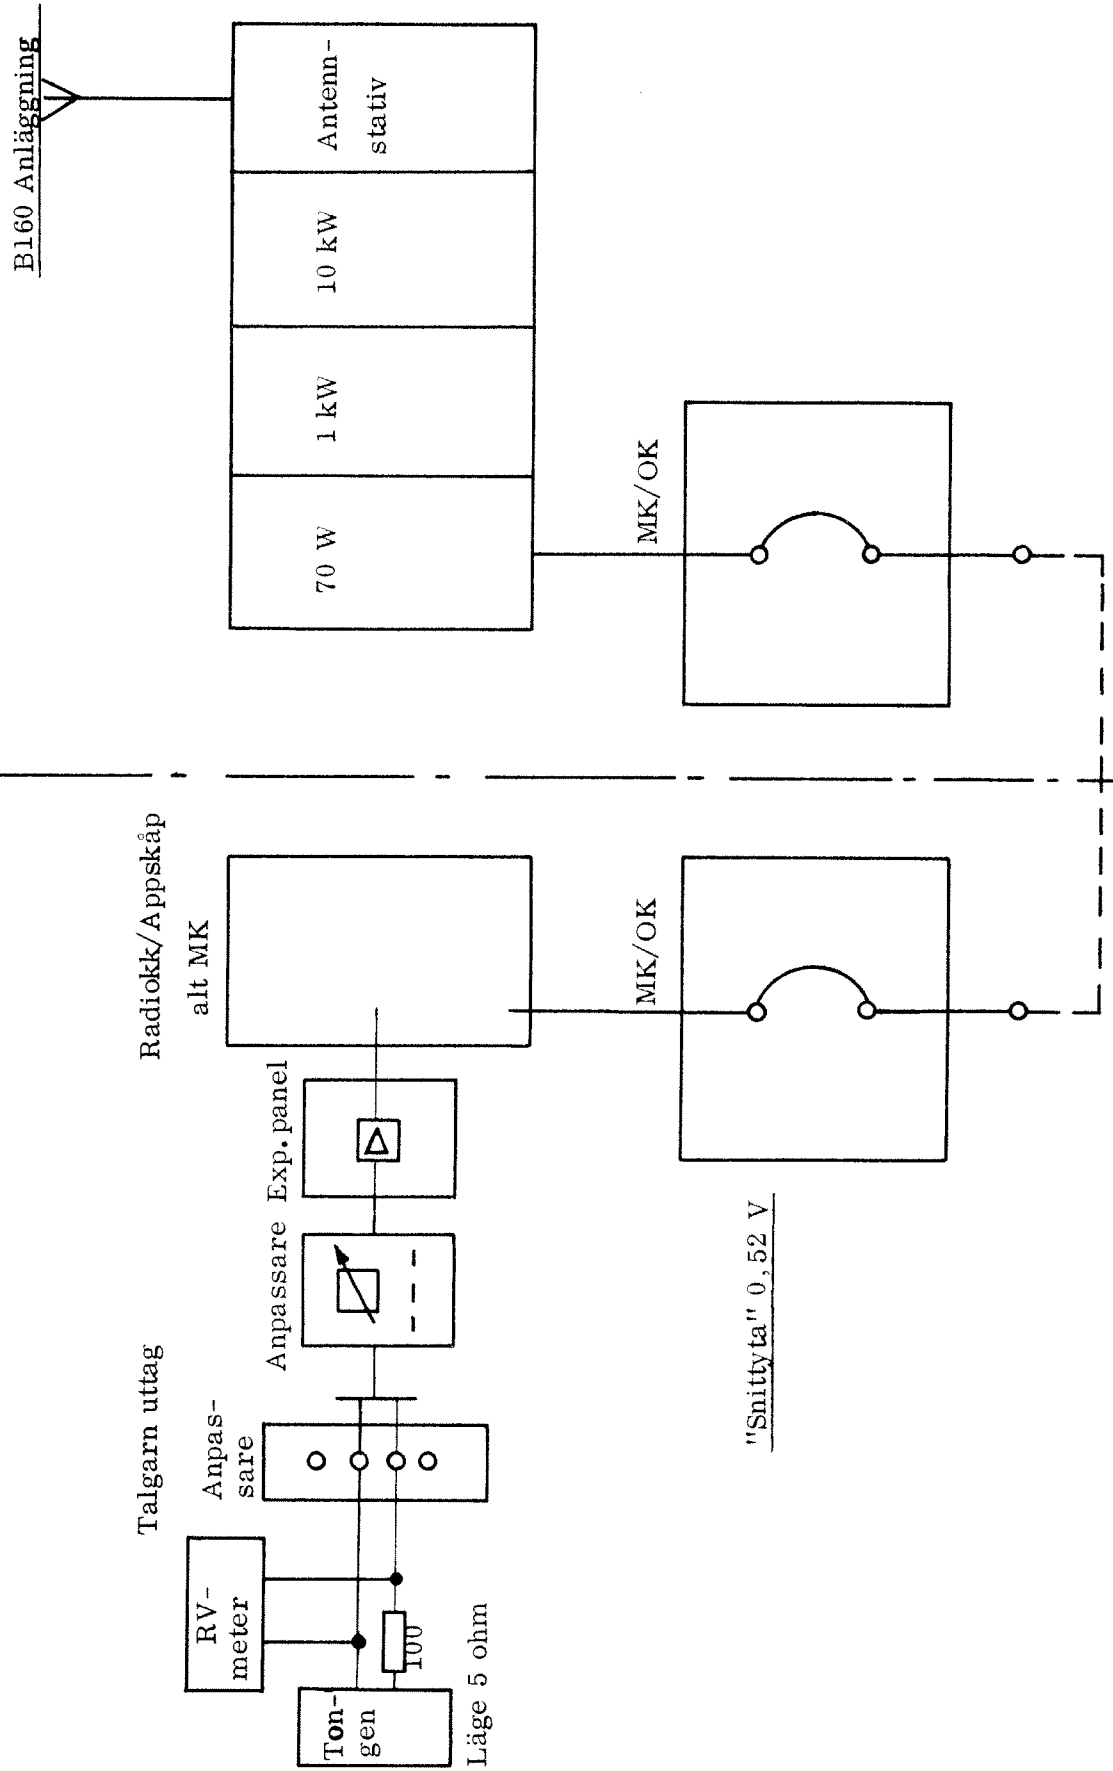 B160 Anläggning
Antenn-
stativ
10 kW
1 kW
70 W
MK/OK
Radiokk/Appskåp
alt MK
MK/OK
Exp.panel
Anpassare
"Snittyta" 0,52 V
Talgarn uttag
Anpas-
sare
RV-
meter
100
Ton-
gen
Läge 5 ohm